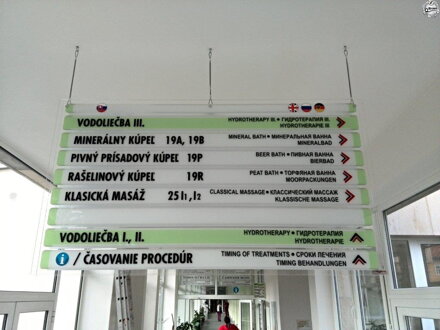 VODOLIEČBA III. HYDROTHERAPY III. • ГИДРОТЕРАПИЯ III.
HYDROTHERAPIE III
MINERÁLNY KÚPEĽ 19A, 19B MINERAL BATH • МИНЕРАЛЬНАЯ ВАННА
MINERALBAD
PIVNÝ PRÍSADOVÝ KÚPEĽ 19P BEER BATH • ПИВНАЯ ВАННА
BIERBAD
RAŠELINOVÝ KÚPEĽ 19R PEAT BATH • ТОРФЯНАЯ ВАННА
MOORPACKUNGEN
KLASICKÁ MASÁŽ 25 I1, I2 CLASSICAL MASSAGE • КЛАССИЧЕСКИЙ МАССАЖ
KLASSISCHE MASSAGE
VODOLIEČBA I., II. HYDROTHERAPY • ГИДРОТЕРАПИЯ
HYDROTHERAPIE
i / ČASOVANIE PROCEDÚR TIMING OF TREATMENTS • СРОКИ ЛЕЧЕНИЯ
TIMING BEHANDLUNGEN